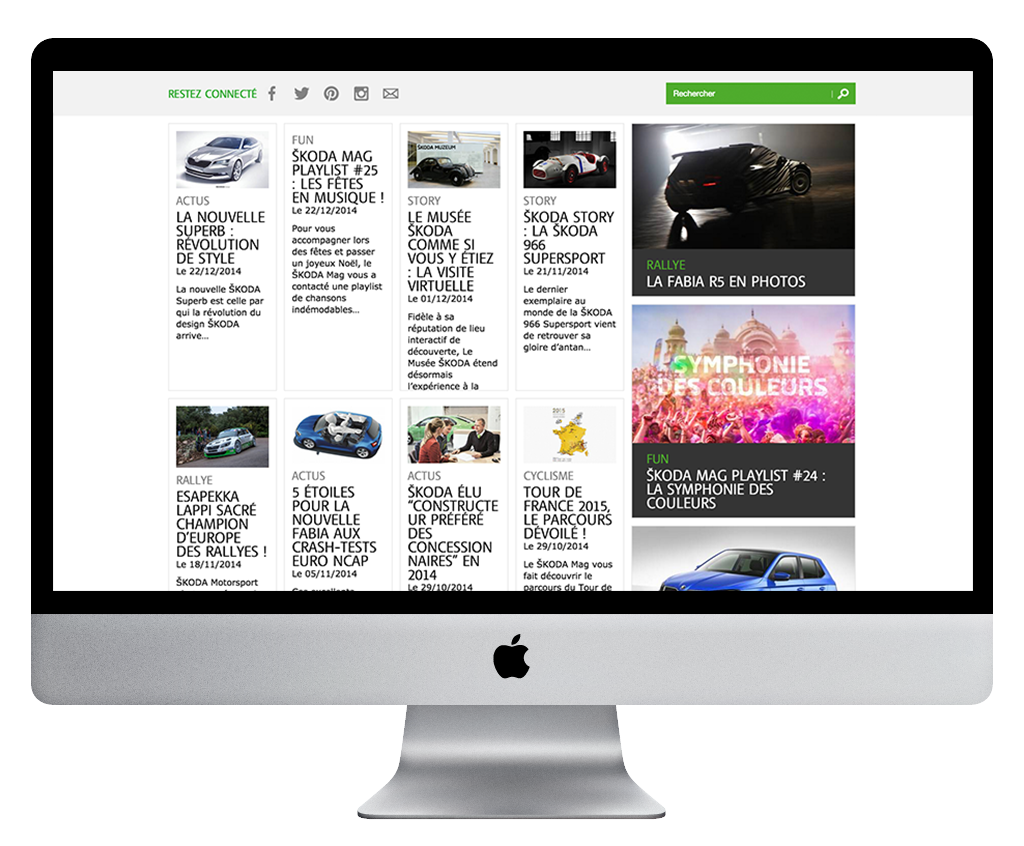 RESTEZ CONNECTÉ
Rechercher
ACTUS
LA NOUVELLE
SUPERB :
RÉVOLUTION
DE STYLE
Le 22/12/2014
La nouvelle ŠKODA
Superb est celle par
qui la révolution du
design ŠKODA
arrive...
FUN
ŠKODA MAG
PLAYLIST #25
: LES FÊTES
EN MUSIQUE !
Le 22/12/2014
Pour vous
accompagner lors
des fêtes et passer
un joyeux Noël, le
ŠKODA Mag vous a
contacté une playlist
de chansons
indémodables...
ŠKODA MUZEUM
STORY
LE MUSÉE
ŠKODA
COMME SI
VOUS Y ÉTIEZ
: LA VISITE
VIRTUELLE
Le 01/12/2014
Fidèle à sa
réputation de lieu
interactif de
découverte, Le
Musée ŠKODA étend
désormais
l'expérience à la
STORY
ŠKODA STORY
: LA ŠKODA
966
SUPERSPORT
Le 21/11/2014
Le dernier
exemplaire au
monde de la ŠKODA
966 Supersport vient
de retrouver sa
gloire d'antan...
RALLYE
LA FABIA R5 EN PHOTOS
SYMPHONIE
DES COULEURS
FUN
ŠKODA MAG PLAYLIST #24 :
LA SYMPHONIE DES
COULEURS
RALLYE
ESAPEKKA
LAPPI SACRÉ
CHAMPION
D'EUROPE
DES RALLYES !
Le 18/11/2014
ŠKODA Motorsport
ACTUS
5 ÉTOILES
POUR LA
NOUVELLE
FABIA AUX
CRASH-TESTS
EURO NCAP
Le 05/11/2014
Ces excellents
ACTUS
ŠKODA ÉLU
"CONSTRUCTE
UR PRÉFÉRÉ
DES
CONCESSION
NAIRES" EN
2014
Le 29/10/2014
2015
CYCLISME
TOUR DE
FRANCE 2015,
LE PARCOURS
DÉVOILÉ !
Le 29/10/2014
Le ŠKODA Mag vous
fait découvrir le
parcours du Tour de